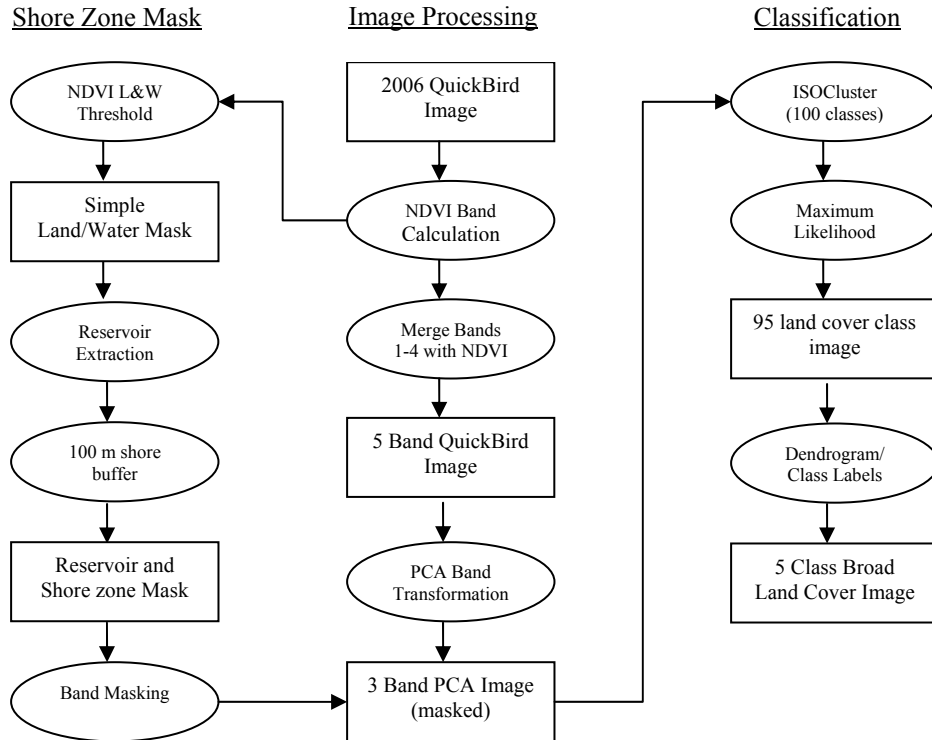 Shore Zone Mask
NDVI L&W
Threshold
Simple
Land/Water Mask
Reservoir
Extraction
100 m shore
buffer
Reservoir and
Shore zone Mask
Band Masking
Image Processing
2006 QuickBird
Image
NDVI Band
Calculation
Merge Bands
1-4 with NDVI
5 Band QuickBird
Image
PCA Band
Transformation
3 Band PCA Image
(masked)
Classification
ISOCluster
(100 classes)
Maximum
Likelihood
95 land cover class
image
Dendrogram/
Class Labels
5 Class Broad
Land Cover Image